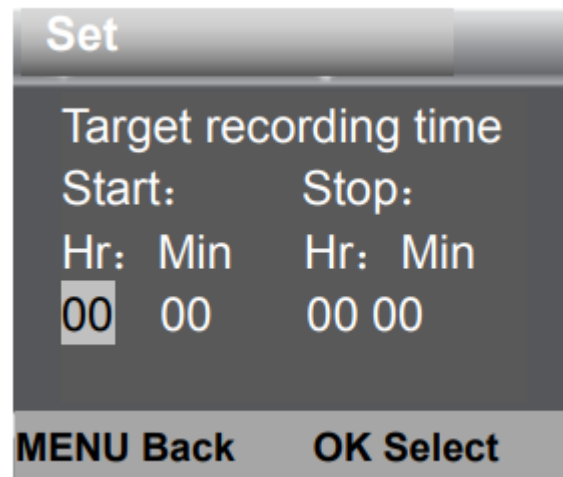 Set
Target recording time
Start： Stop：
Hr： Min Hr： Min
00 00 00 00
MENU Back OK Select